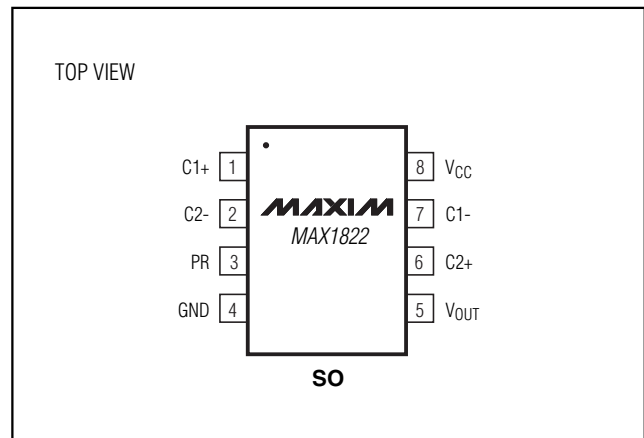 TOP VIEW
C1+ 1
C2- 2
PR 3
GND 4
MAXIM
MAX1822
8 VCC
7 C1-
6 C2+
5 VOUT
SO